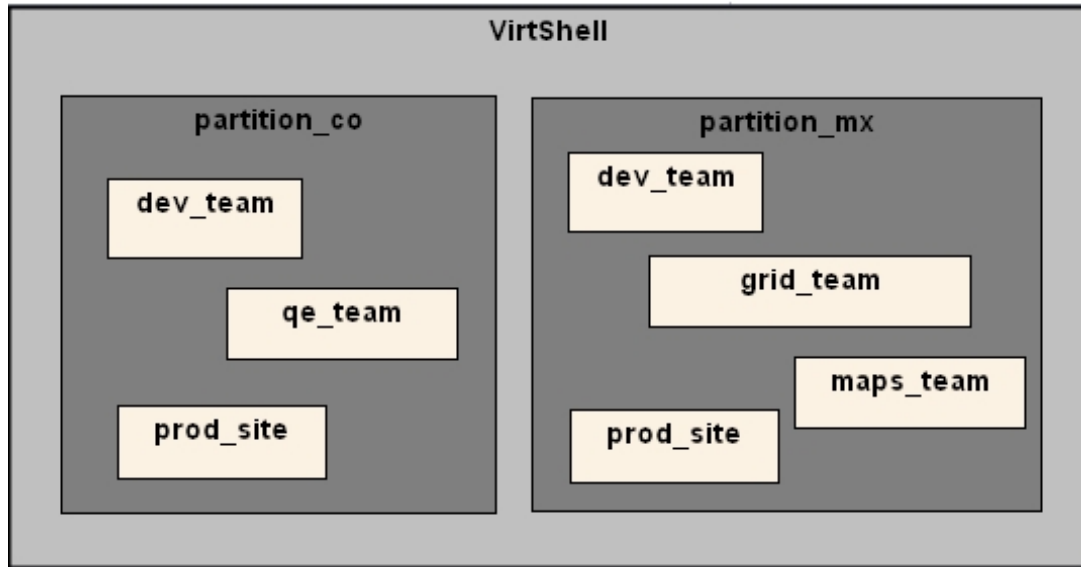 VirtShell
partition_co
dev_team
qe_team
prod_site
partition_mx
dev_team
grid_team
maps_team
prod_site